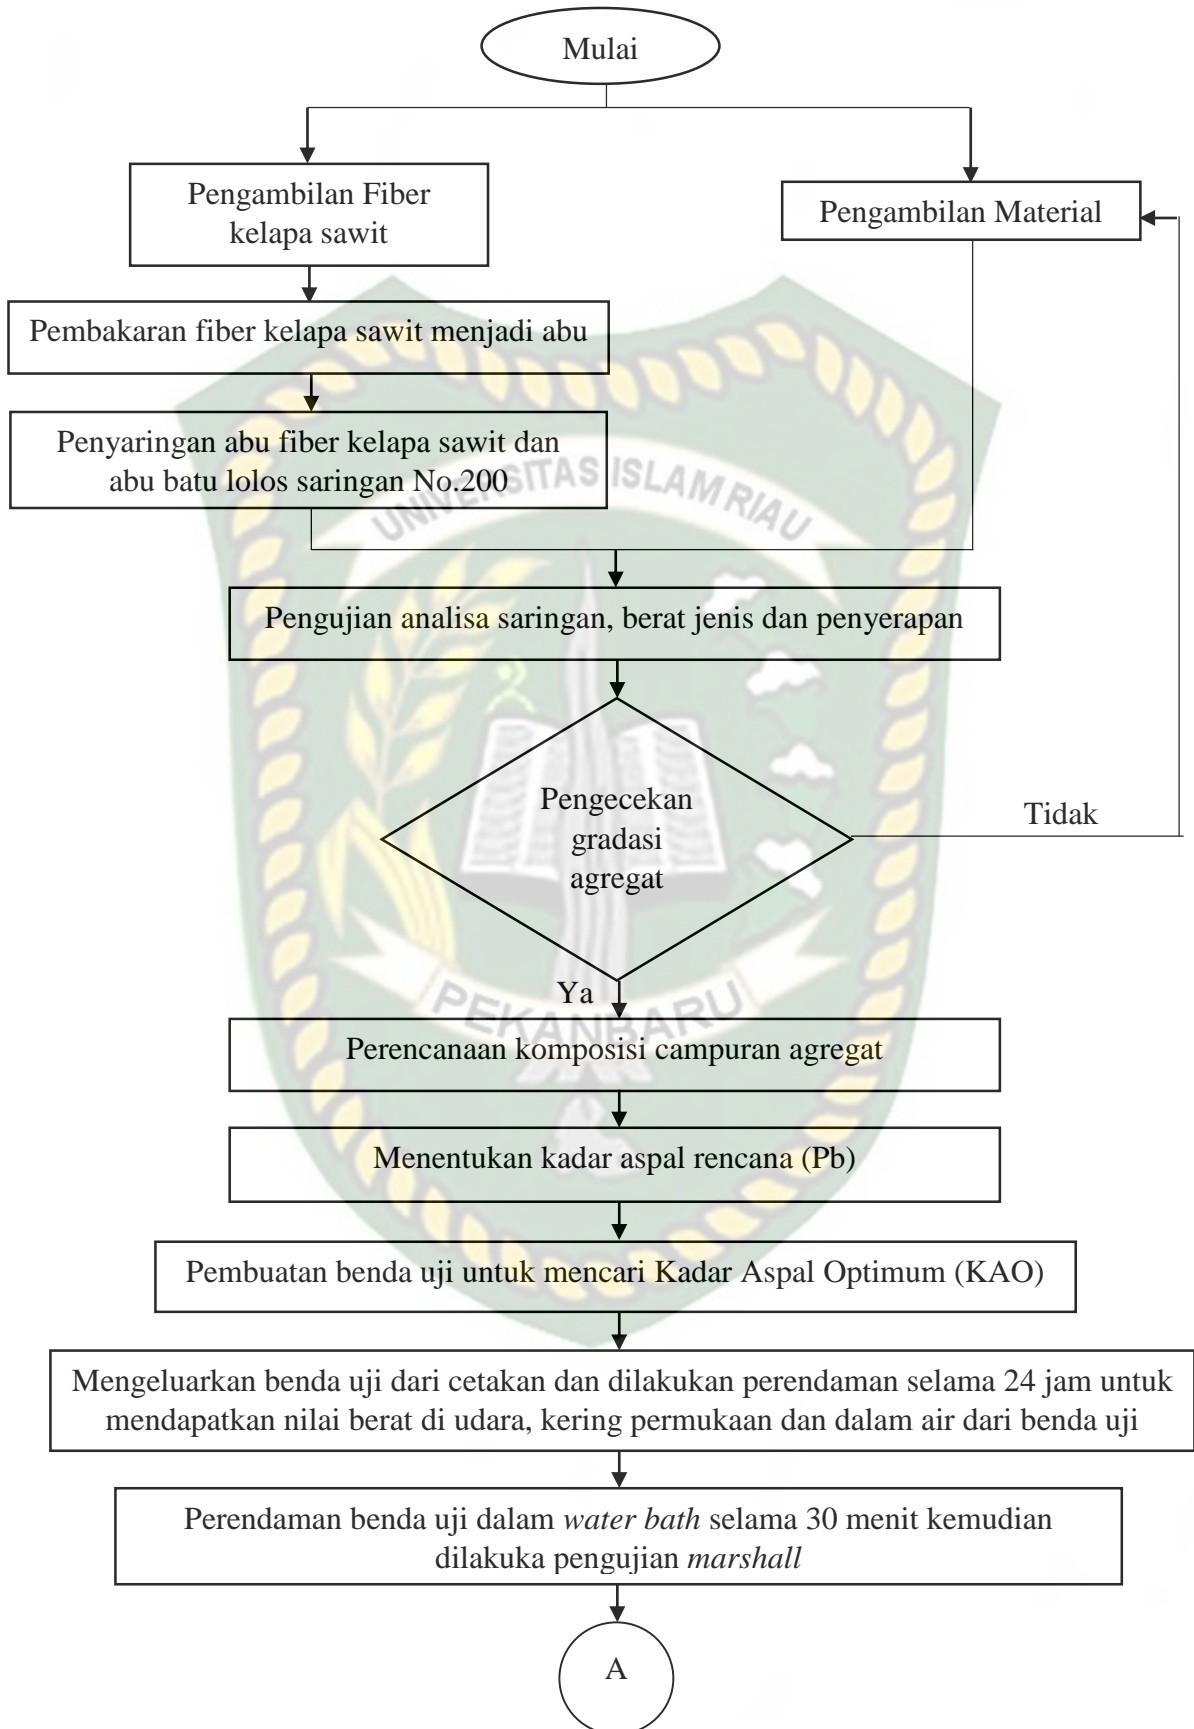 Mulai
Pengambilan Fiber
kelapa sawit
Pengambilan Material
Pembakaran fiber kelapa sawit menjadi abu
Penyaringan abu fiber kelapa sawit dan
abu batu lolos saringan No.200
UNIVERSITAS ISLAM RIAU
Pengujian analisa saringan, berat jenis dan penyerapan
Pengecekan
gradasi
agregat
Tidak
Ya
PEKANBARU
Perencanaan komposisi campuran agregat
Menentukan kadar aspal rencana (Pb)
Pembuatan benda uji untuk mencari Kadar Aspal Optimum (KAO)
Mengeluarkan benda uji dari cetakan dan dilakukan perendaman selama 24 jam untuk
mendapatkan nilai berat di udara, kering permukaan dan dalam air dari benda uji
Perendaman benda uji dalam water bath selama 30 menit kemudian
dilakuka pengujian marshall
A